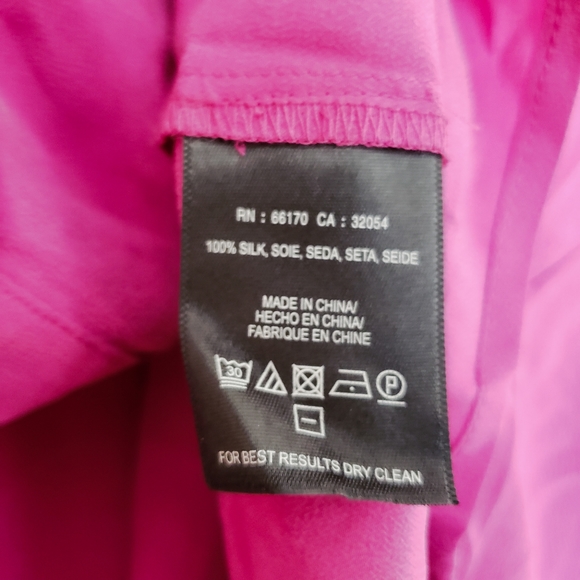 RN : 66170 CA : 32054
100% SILK, SOIE, SEDA, SETA, SEIDE
MADE IN CHINA/
HECHO EN CHINA/
FABRIQUE EN CHINE
30 P
FOR BEST RESULTS DRY CLEAN